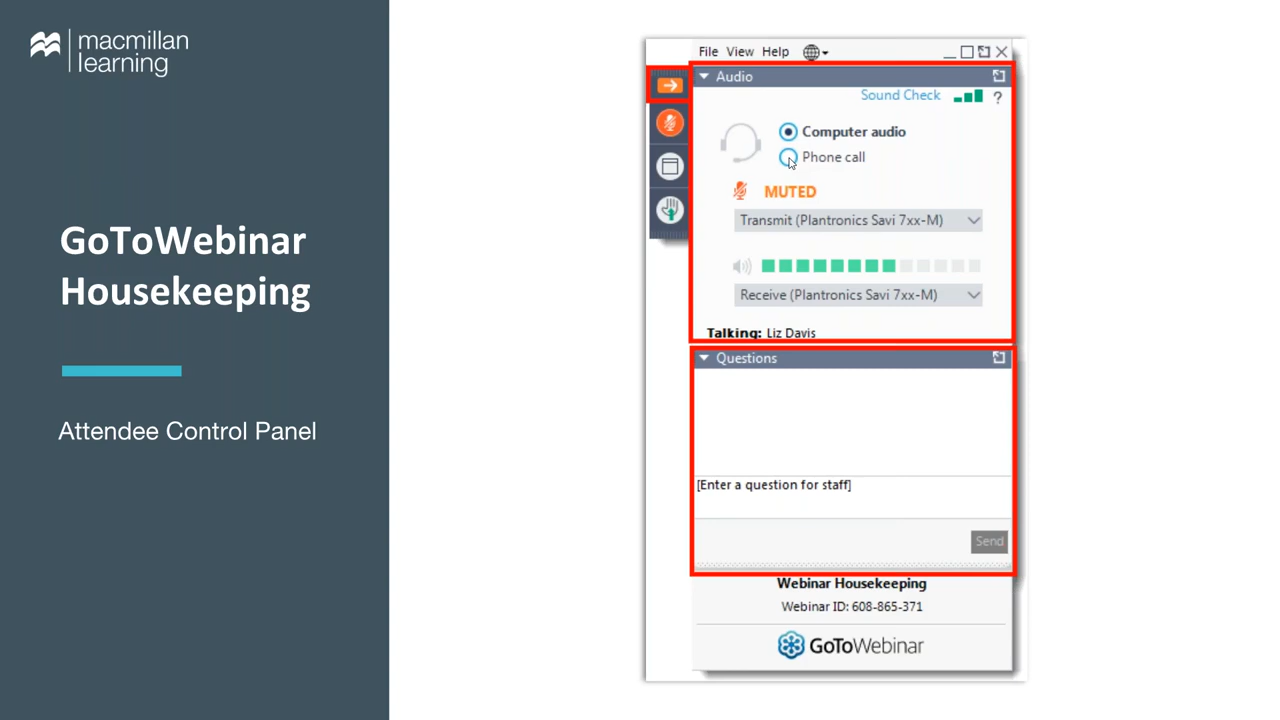 macmillan
learning
GoToWebinar
Housekeeping
Attendee Control Panel
File View Help
Audio
Sound Check ?
Computer audio
Phone call
MUTED
Transmit (Plantronics Savi 7xx-M)
Receive (Plantronics Savi 7xx-M)
Talking: Liz Davis
Questions
[Enter a question for staff]
Send
Webinar Housekeeping
Webinar ID: 608-865-371
GoToWebinar